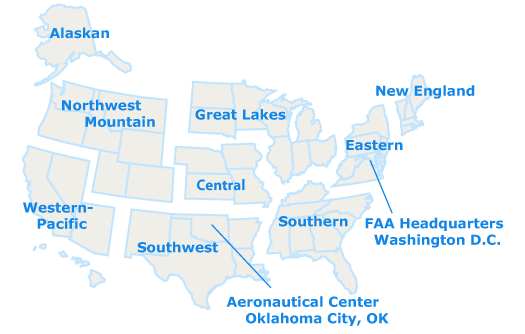 Alaskan
New England
Northwest
Mountain
Great Lakes
Eastern
Central
Western-
Pacific
Southern
FAA Headquarters
Washington D.C.
Southwest
Aeronautical Center
Oklahoma City, OK